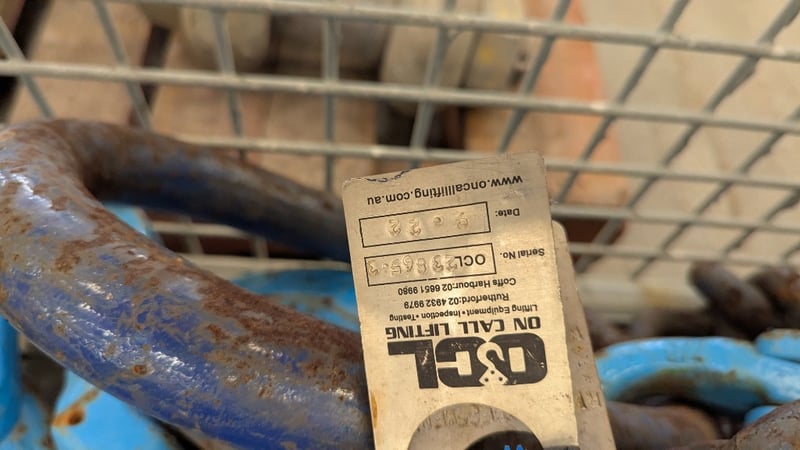 OCL
ON CALL LIFTING
Lifting Equipment • Inspection • Testing
Rutherford:02 4932 9979
Coffs Harbour:02 6651 9980
Serial No. OCL
Date:
www.oncalllifting.com.au